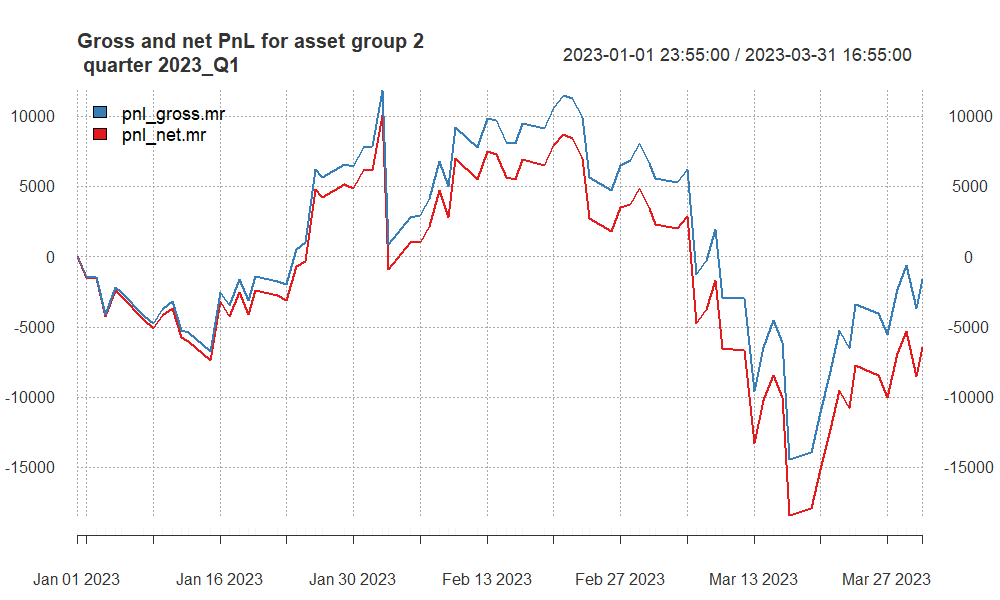 Gross and net PnL for asset group 2
quarter 2023_Q1
2023-01-01 23:55:00 / 2023-03-31 16:55:00
pnl_gross.mr
pnl_net.mr
10000 10000
5000 5000
0 0
-5000 -5000
-10000 -10000
-15000 -15000
Jan 01 2023 Jan 16 2023 Jan 30 2023 Feb 13 2023 Feb 27 2023 Mar 13 2023 Mar 27 2023